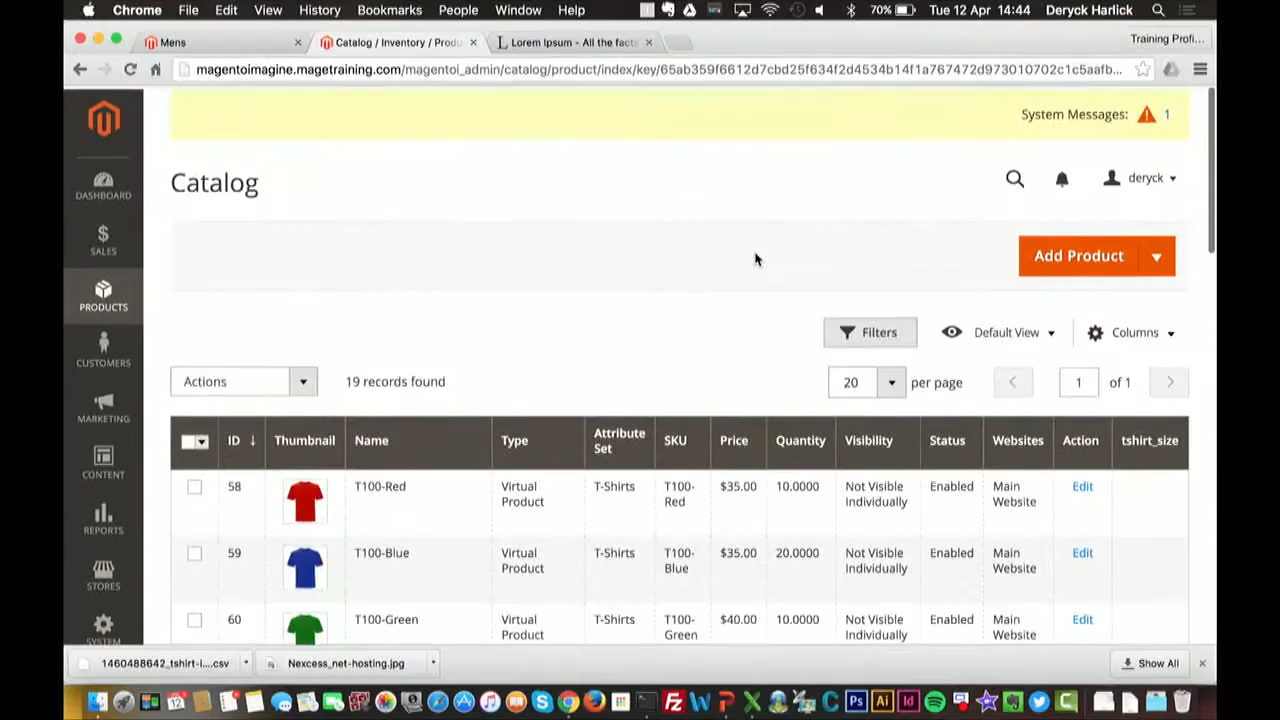 Chrome File Edit View History Bookmarks People Window Help 70% Tue 12 Apr 14:44 Deryck Harlick
Mens Catalog / Inventory / Produ Lorem Ipsum - All the facts Training Profi...
magentoimagine.magetraining.com/magentoi_admin/catalog/product/index/key/65ab359f6612d7cbd25f634f2d4534b14f1a767472d973010702c1c5aafb...
System Messages: 1
Catalog
deryck
Add Product
Filters Default View Columns
Actions 19 records found 20 per page 1 of 1
ID Thumbnail Name Type Attribute Set SKU Price Quantity Visibility Status Websites Action tshirt_size
58 T100-Red Virtual Product T-Shirts T100-Red $35.00 10.0000 Not Visible Individually Enabled Main Website Edit
59 T100-Blue Virtual Product T-Shirts T100-Blue $35.00 20.0000 Not Visible Individually Enabled Main Website Edit
60 T100-Green Virtual Product T-Shirts T100-Green $40.00 10.0000 Not Visible Individually Enabled Main Website Edit
DASHBOARD
SALES
PRODUCTS
CUSTOMERS
MARKETING
CONTENT
REPORTS
STORES
SYSTEM
1460488642_tshirt-i....csv Nexcess_net-hosting.jpg Show All
Ps Ai Id